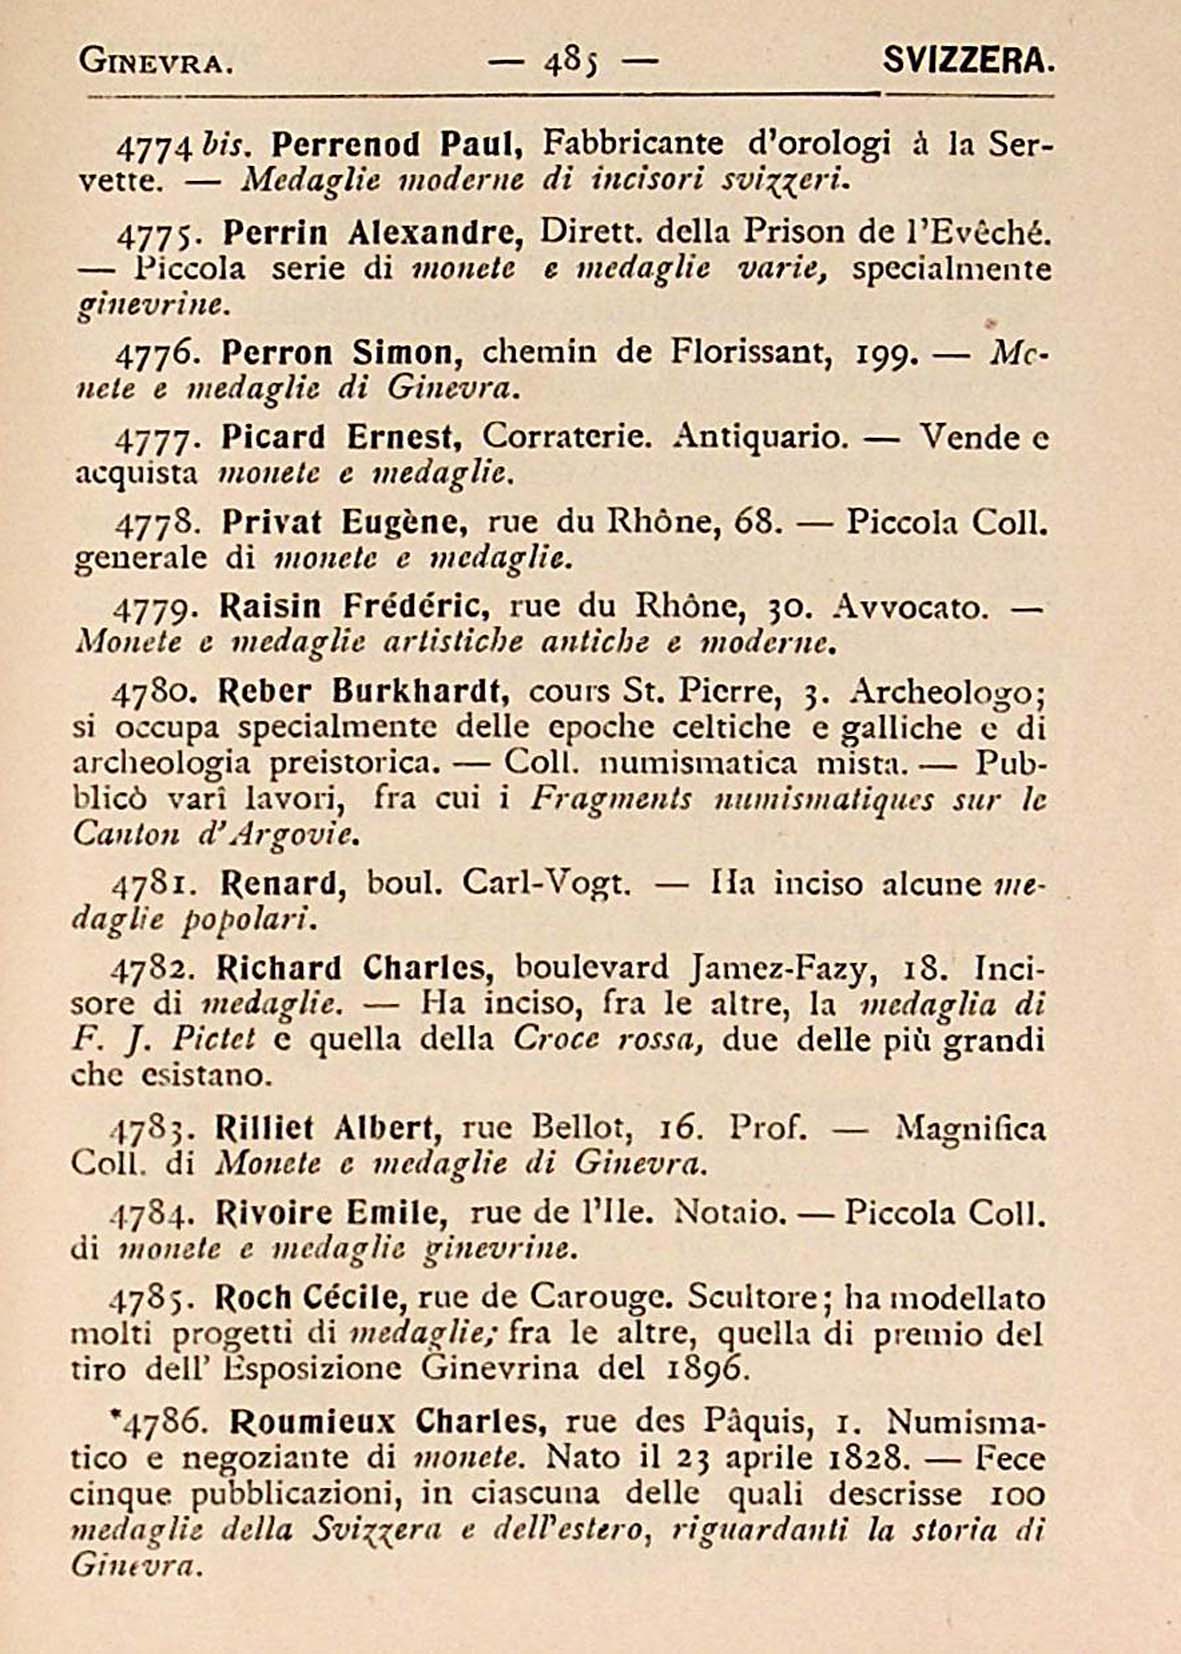 GINEVRA. — 485 — SVIZZERA.
4774 bis. Perrenod Paul, Fabbricante d'orologi à la Ser-
vette. — Medaglie moderne di incisori svizzeri.
4775. Perrin Alexandre, Dirett. della Prison de l'Evêché.
— Piccola serie di monete e medaglie varie, specialmente
ginevrine.
4776. Perron Simon, chemin de Florissant, 199. — Mo-
nete e medaglie di Ginevra.
4777. Picard Ernest, Corraterie. Antiquario. — Vende e
acquista monete e medaglie.
4778. Privat Eugène, rue du Rhône, 68. — Piccola Coll.
generale di monete e medaglie.
4779. Raisin Frédéric, rue du Rhône, 30. Avvocato. —
Monete e medaglie artistiche antiche e moderne.
4780. Reber Burkhardt, cours St. Pierre, 3. Archeologo;
si occupa specialmente delle epoche celtiche e galliche e di
archeologia preistorica. — Coll. numismatica mista. — Pub-
blicò varî lavori, fra cui i Fragments numismatiques sur le
Canton d'Argovie.
4781. Renard, boul. Carl-Vogt. — Ha inciso alcune me-
daglie popolari.
4782. Richard Charles, boulevard Jamez-Fazy, 18. Inci-
sore di medaglie. — Ha inciso, fra le altre, la medaglia di
F. J. Pictet e quella della Croce rossa, due delle più grandi
che esistano.
4783. Rilliet Albert, rue Bellot, 16. Prof. — Magnifica
Coll. di Monete e medaglie di Ginevra.
4784. Rivoire Emile, rue de l'Ile. Notaio. — Piccola Coll.
di monete e medaglie ginevrine.
4785. Roch Cécile, rue de Carouge. Scultore; ha modellato
molti progetti di medaglie; fra le altre, quella di premio del
tiro dell' Esposizione Ginevrina del 1896.
*4786. Roumieux Charles, rue des Pâquis, 1. Numisma-
tico e negoziante di monete. Nato il 23 aprile 1828. — Fece
cinque pubblicazioni, in ciascuna delle quali descrisse 100
medaglie della Svizzera e dell'estero, riguardanti la storia di
Ginevra.